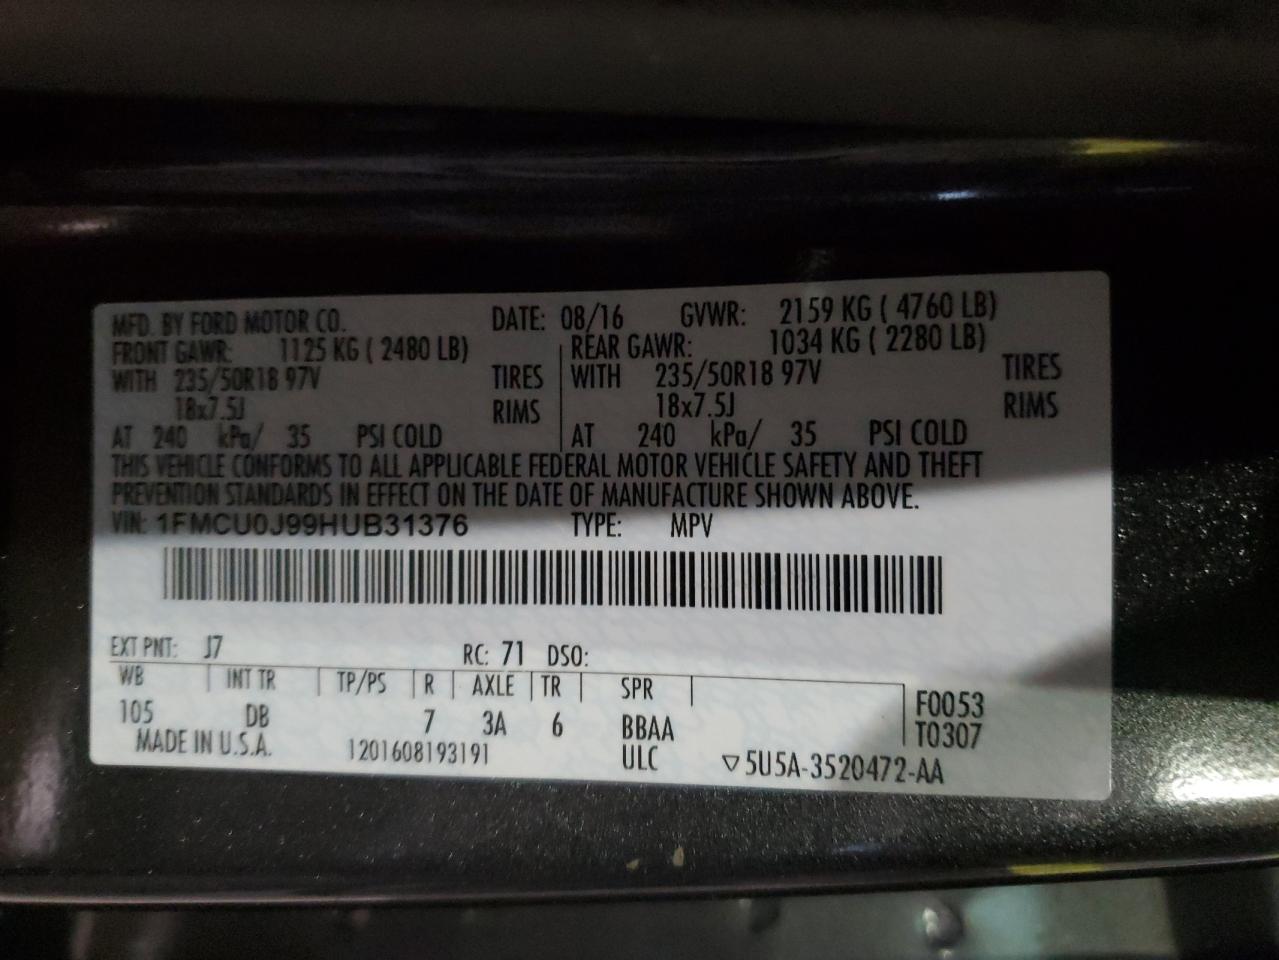 MFD. BY FORD MOTOR CO. DATE: 08/16 GVWR: 2159 KG ( 4760 LB)
FRONT GAWR: 1125 KG ( 2480 LB) REAR GAWR: 1034 KG ( 2280 LB)
WITH 235/50R18 97V TIRES WITH 235/50R18 97V TIRES
18x7.5J RIMS 18x7.5J RIMS
AT 240 kPa/ 35 PSI COLD AT 240 kPa/ 35 PSI COLD
THIS VEHICLE CONFORMS TO ALL APPLICABLE FEDERAL MOTOR VEHICLE SAFETY AND THEFT
PREVENTION STANDARDS IN EFFECT ON THE DATE OF MANUFACTURE SHOWN ABOVE.
VIN: 1FMCU0J99HUB31376 TYPE: MPV
EXT PNT: J7 RC: 71 DSO:
WB INT TR TP/PS R AXLE TR SPR
105 DB 7 3A 6 BBAA F0053
T0307
MADE IN U.S.A. 1201608193191 ULC ▽5U5A-3520472-AA